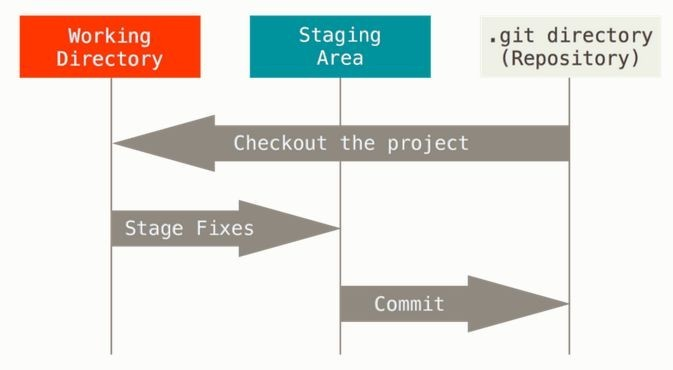 Working
Directory
Staging
Area
.git directory
(Repository)
Checkout the project
Stage Fixes
Commit